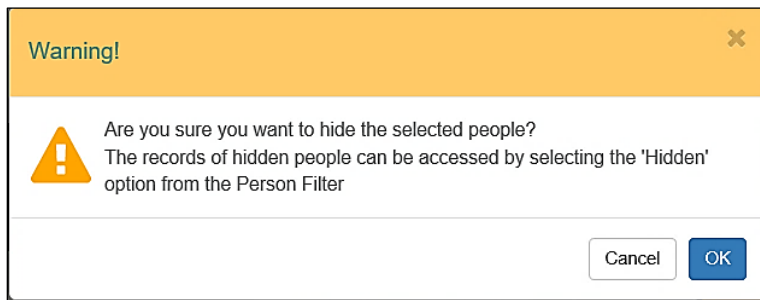 Warning!
Are you sure you want to hide the selected people?
The records of hidden people can be accessed by selecting the 'Hidden'
option from the Person Filter
Cancel
OK